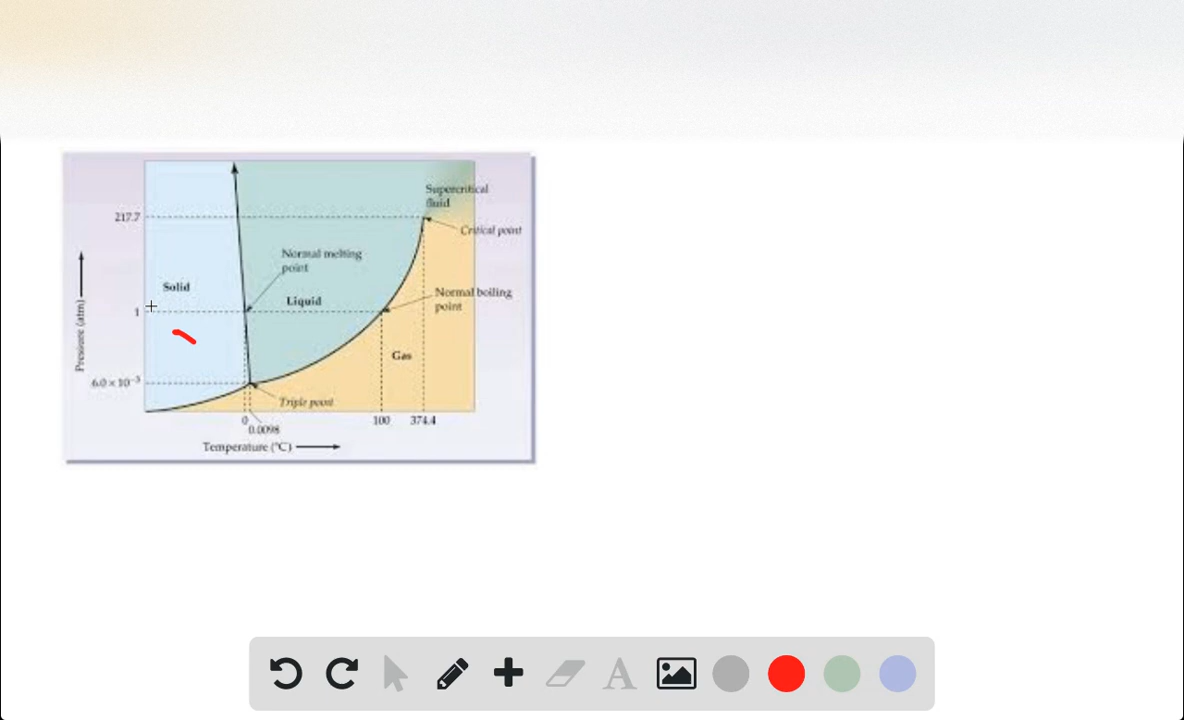 Supercritical
fluid
217.7
Critical point
Normal melting
point
Solid
Normal boiling
point
Liquid
1
Pressure (atm)
Gas
6.0 × 10⁻³
Triple point
0
100
374.4
0.0098
Temperature (°C)
A